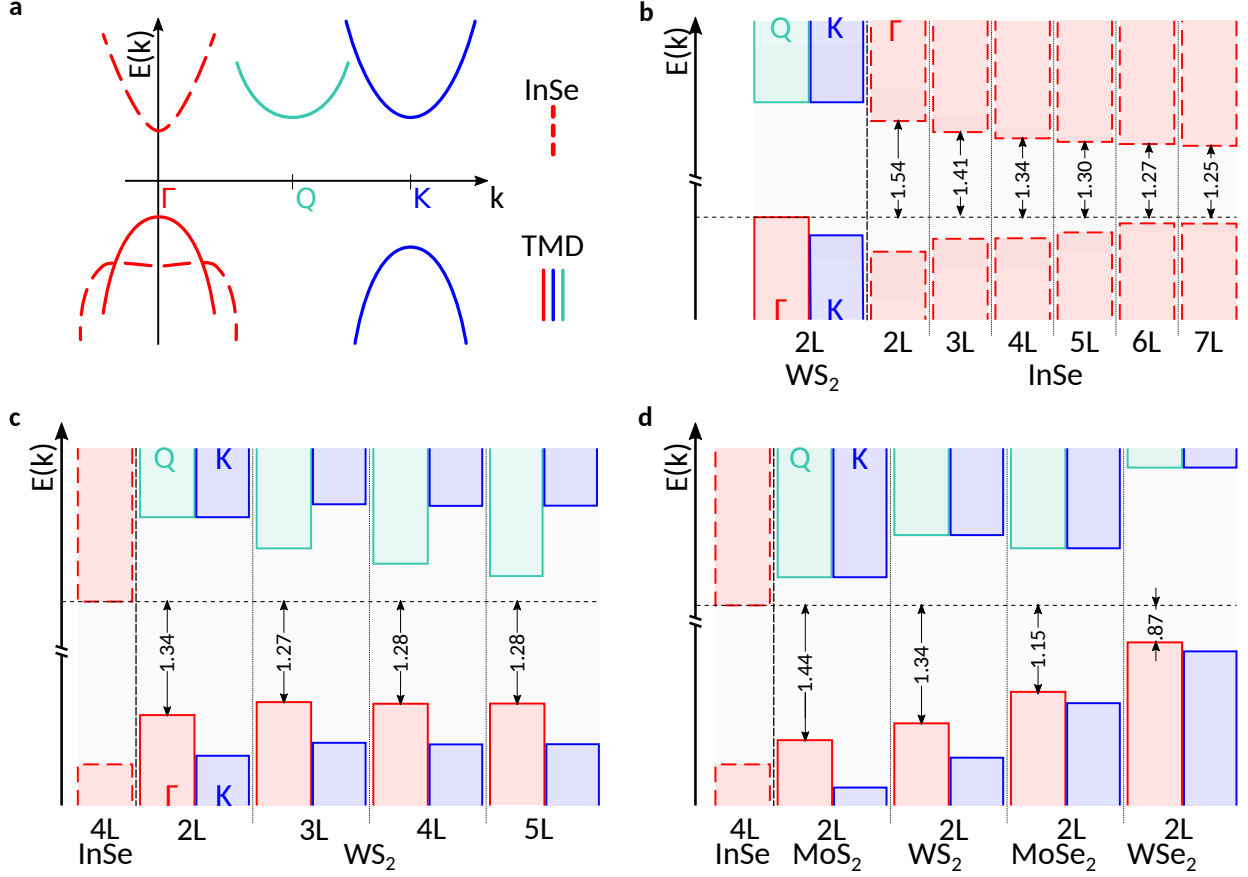 a
E(k)
InSe
Γ
Q
K
k
TMD
b
E(k)
Q
K
Γ
1.54
1.41
1.34
1.30
1.27
1.25
Γ
K
2L
2L
3L
4L
5L
6L
7L
WS2
InSe
c
E(k)
Q
K
1.34
1.27
1.28
1.28
Γ
K
4L
2L
3L
4L
5L
InSe
WS2
d
E(k)
Q
K
1.44
1.34
1.15
.87
4L
2L
2L
2L
2L
InSe
MoS2
WS2
MoSe2
WSe2